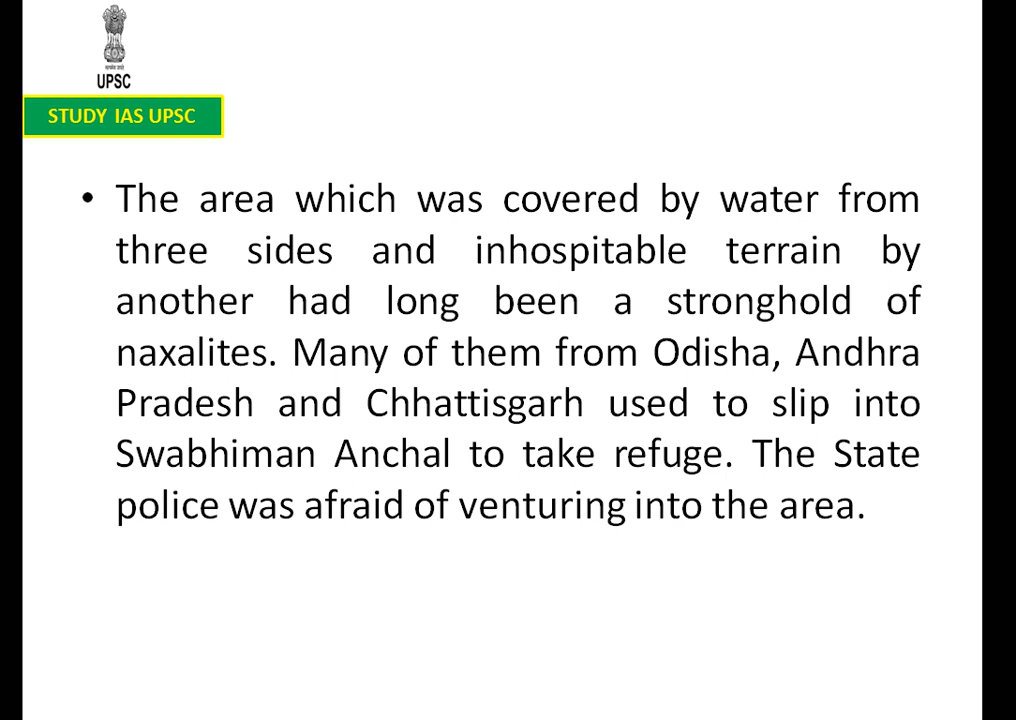 UPSC
STUDY IAS UPSC
• The area which was covered by water from
three sides and inhospitable terrain by
another had long been a stronghold of
naxalites. Many of them from Odisha, Andhra
Pradesh and Chhattisgarh used to slip into
Swabhiman Anchal to take refuge. The State
police was afraid of venturing into the area.